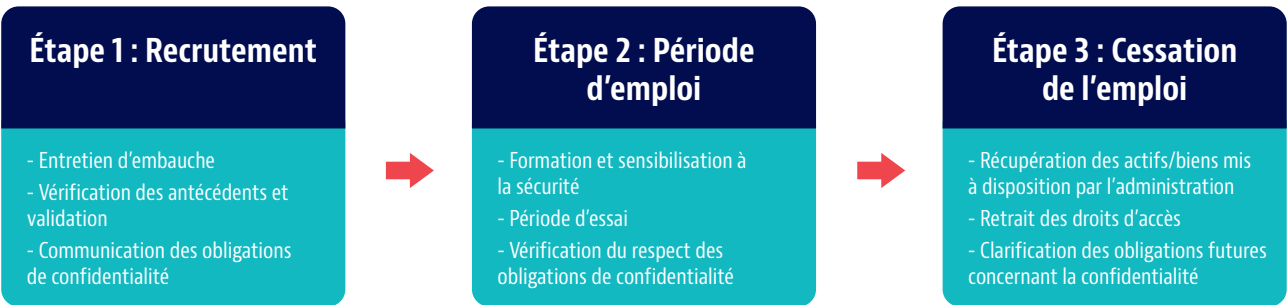 Étape 1 : Recrutement
- Entretien d’embauche
- Vérification des antécédents et
validation
- Communication des obligations
de confidentialité
Étape 2 : Période
d’emploi
- Formation et sensibilisation à
la sécurité
- Période d’essai
- Vérification du respect des
obligations de confidentialité
Étape 3 : Cessation
de l’emploi
- Récupération des actifs/biens mis
à disposition par l’administration
- Retrait des droits d’accès
- Clarification des obligations futures
concernant la confidentialité